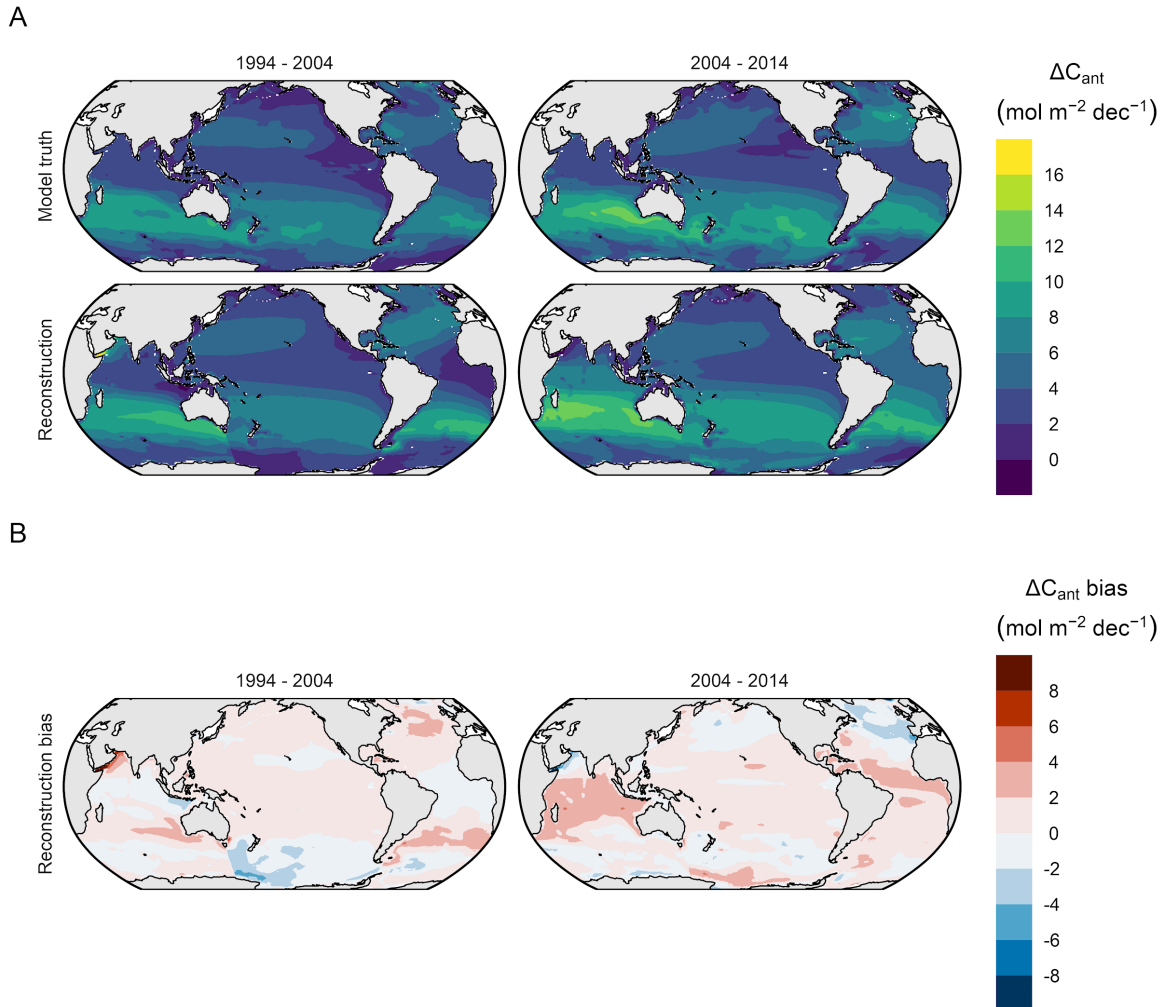 A
1994 - 2004
2004 - 2014
Model truth
Reconstruction
ΔCant
(mol m−2 dec−1)
16
14
12
10
8
6
4
2
0
B
1994 - 2004
2004 - 2014
Reconstruction bias
ΔCant bias
(mol m−2 dec−1)
8
6
4
2
0
-2
-4
-6
-8